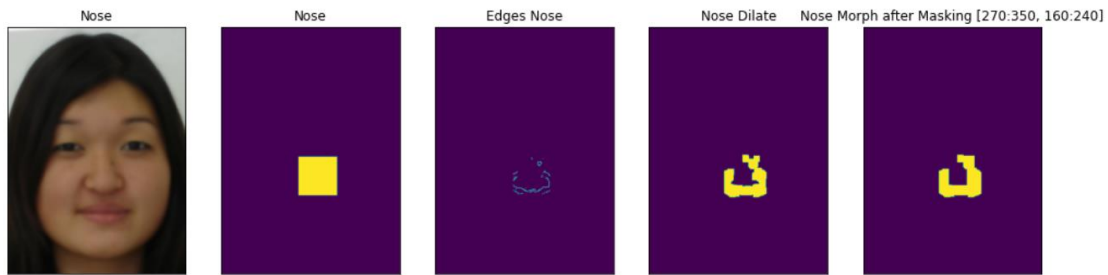 Nose
Nose
Edges Nose
Nose Dilate
Nose Morph after Masking [270:350, 160:240]